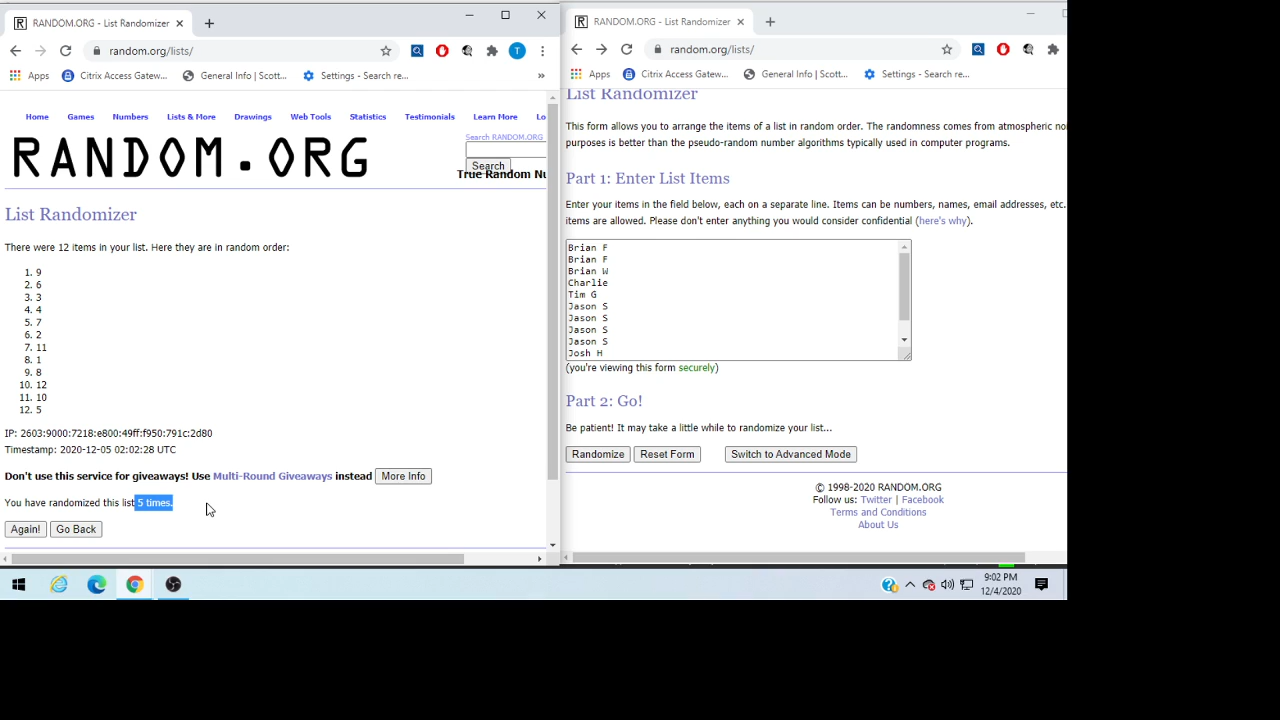 RANDOM.ORG - List Randomizer
random.org/lists/
Apps
Citrix Access Gatew...
General Info | Scott...
Settings - Search re...
»
Home
Games
Numbers
Lists & More
Drawings
Web Tools
Statistics
Testimonials
Learn More
Lo
Search RANDOM.ORG
RANDOM.ORG
Search
True Random Nu
List Randomizer
There were 12 items in your list. Here they are in random order:
1. 9
2. 6
3. 3
4. 4
5. 7
6. 2
7. 11
8. 1
9. 8
10. 12
11. 10
12. 5
IP: 2603:9000:7218:e800:49ff:f950:791c:2d80
Timestamp: 2020-12-05 02:02:28 UTC
Don't use this service for giveaways! Use Multi-Round Giveaways instead More Info
You have randomized this list 5 times.
Again! Go Back
RANDOM.ORG - List Randomizer
random.org/lists/
Apps
Citrix Access Gatew...
General Info | Scott...
Settings - Search re...
List Randomizer
This form allows you to arrange the items of a list in random order. The randomness comes from atmospheric no
purposes is better than the pseudo-random number algorithms typically used in computer programs.
Part 1: Enter List Items
Enter your items in the field below, each on a separate line. Items can be numbers, names, email addresses, etc.
items are allowed. Please don't enter anything you would consider confidential (here's why).
Brian F
Brian F
Brian W
Charlie
Tim G
Jason S
Jason S
Jason S
Jason S
Josh H
(you're viewing this form securely)
Part 2: Go!
Be patient! It may take a little while to randomize your list...
Randomize Reset Form Switch to Advanced Mode
© 1998-2020 RANDOM.ORG
Follow us: Twitter | Facebook
Terms and Conditions
About Us
9:02 PM
12/4/2020